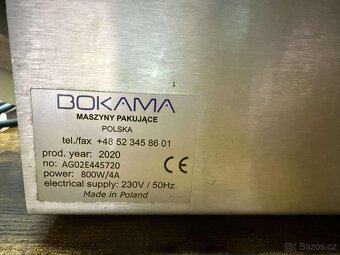 BOKAMA
MASZYNY PAKUJĄCE
POLSKA
tel./fax +48 52 345 86 01
prod. year: 2020
no: AG02E445720
power: 800W/4A
CE
electrical supply: 230V / 50Hz
Made in Poland
Bazos.cz